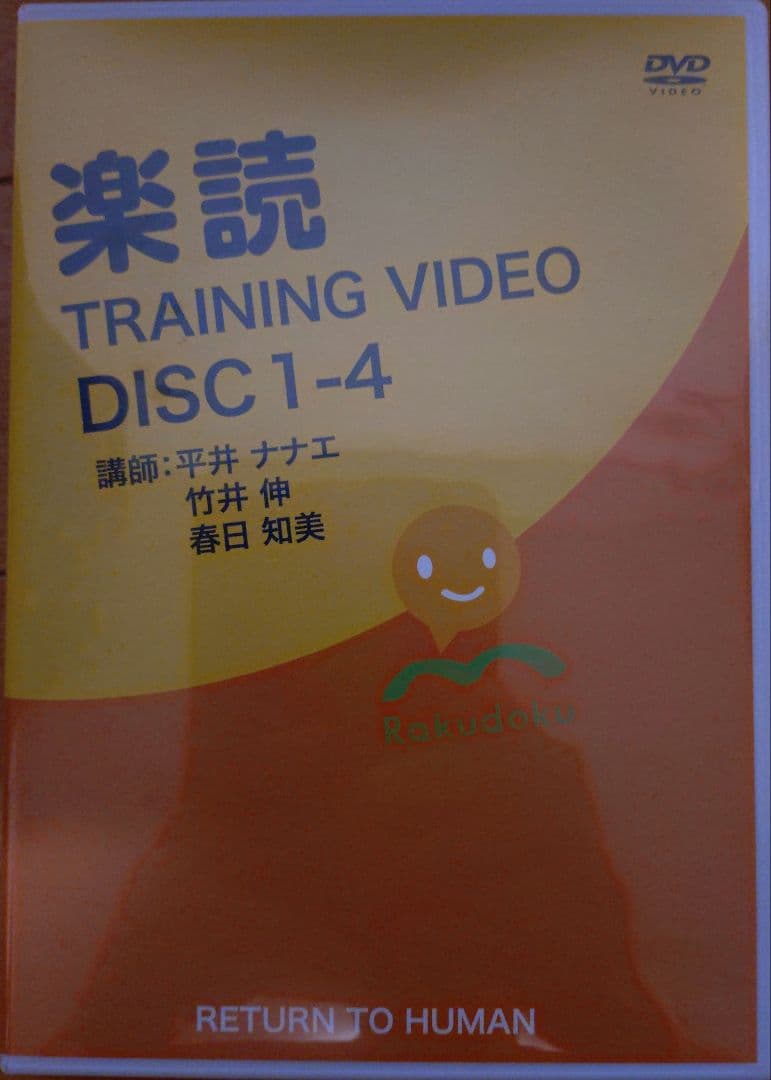 DVD
VIDEO
楽読
TRAINING VIDEO
DISC 1-4
講師:平井 ナナエ
竹井 伸
春日 知美
Rakudoku
RETURN TO HUMAN